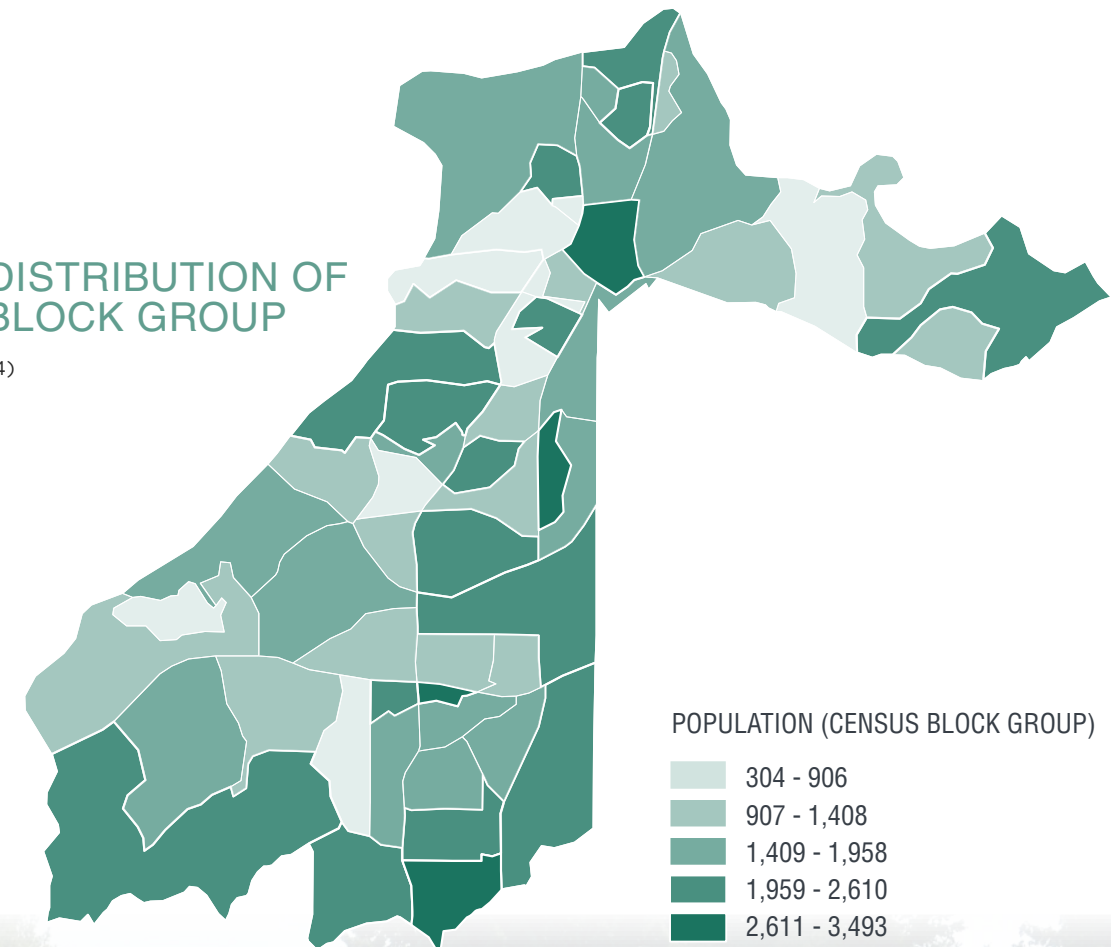 DISTRIBUTION OF
BLOCK GROUP
4)
POPULATION (CENSUS BLOCK GROUP)
304 - 906
907 - 1,408
1,409 - 1,958
1,959 - 2,610
2,611 - 3,493